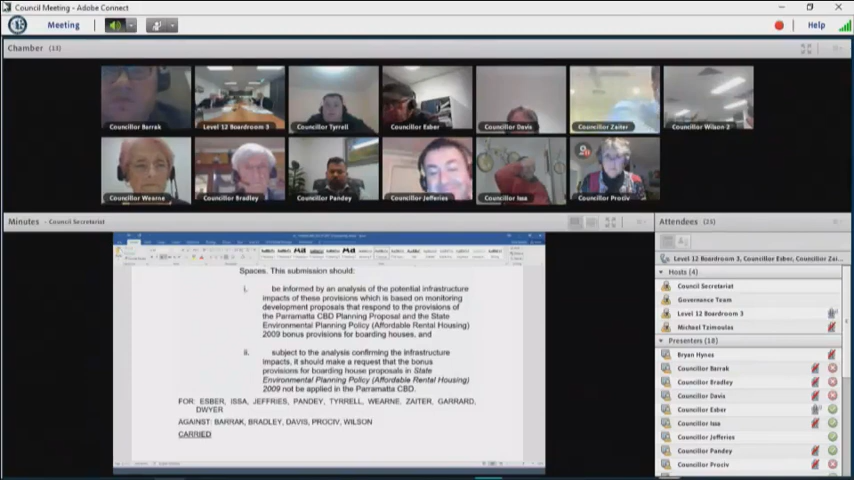 Council Meeting - Adobe Connect
Meeting
Help
Chamber (13)
Councillor Barrak
Level 12 Boardroom 3
Councillor Tyrrell
Councillor Esber
Councillor Davis
Councillor Zaiter
Councillor Wilson 2
Councillor Wearne
Councillor Bradley
Councillor Pandey
Councillor Jefferies
Councillor Issa
Councillor Prociv
Minutes - Council Secretariat
Spaces. This submission should:
i. be informed by an analysis of the potential infrastructure
impacts of these provisions which is based on monitoring
development proposals that respond to the provisions of
the Parramatta CBD Planning Proposal and the State
Environmental Planning Policy (Affordable Rental Housing)
2009 bonus provisions for boarding houses, and
ii. subject to the analysis confirming the infrastructure
impacts, it should make a request that the bonus
provisions for boarding house proposals in State
Environmental Planning Policy (Affordable Rental Housing)
2009 not be applied in the Parramatta CBD.
FOR: ESBER, ISSA, JEFFRIES, PANDEY, TYRRELL, WEARNE, ZAITER, GARRARD,
DWYER
AGAINST: BARRAK, BRADLEY, DAVIS, PROCIV, WILSON
CARRIED
Attendees (23)
Level 12 Boardroom 3, Councillor Esber, Councillor Zai...
Hosts (4)
Council Secretariat
Governance Team
Level 12 Boardroom 3
Michael Tzimoulas
Presenters (18)
Bryan Hynes
Councillor Barrak
Councillor Bradley
Councillor Davis
Councillor Esber
Councillor Issa
Councillor Jefferies
Councillor Pandey
Councillor Prociv